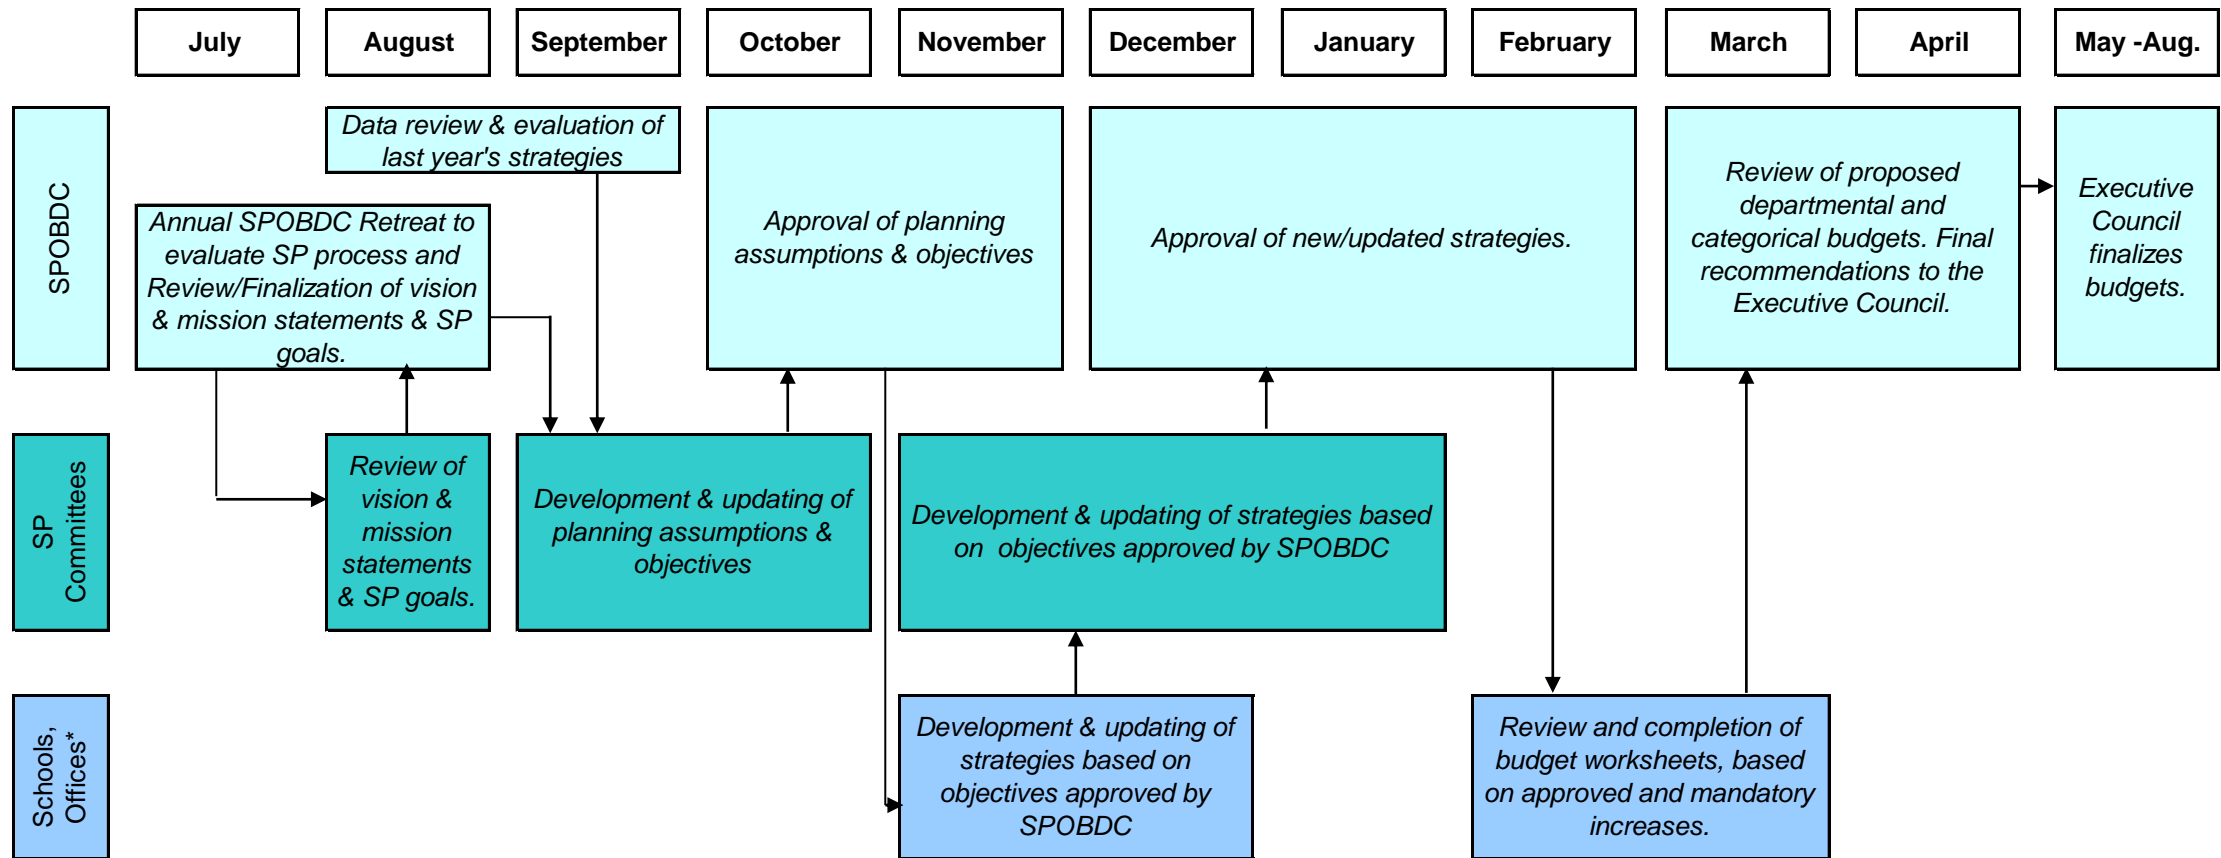 July
August
September
October
November
December
January
February
March
April
May -Aug.
SPOBDC
Data review & evaluation of
last year's strategies
Annual SPOBDC Retreat to
evaluate SP process and
Review/Finalization of vision
& mission statements & SP
goals.
Approval of planning
assumptions & objectives
Approval of new/updated strategies.
Review of proposed
departmental and
categorical budgets. Final
recommendations to the
Executive Council.
Executive
Council
finalizes
budgets.
SP
Committees
Review of
vision &
mission
statements
& SP goals.
Development & updating of
planning assumptions &
objectives
Development & updating of strategies based
on objectives approved by SPOBDC
Schools,
Offices*
Development & updating of
strategies based on
objectives approved by
SPOBDC
Review and completion of
budget worksheets, based
on approved and mandatory
increases.